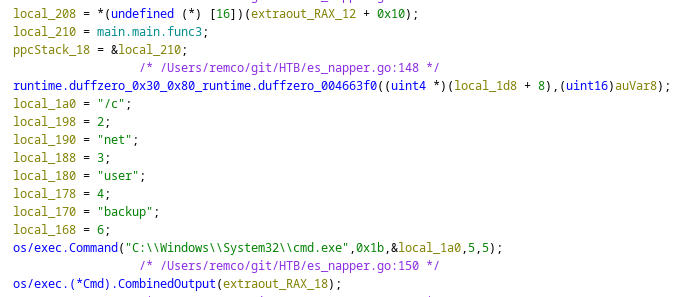 local_208 = *(undefined (*) [16])(extraout_RAX_12 + 0x10);
local_210 = main.main.func3;
ppcStack_18 = &local_210;
/* /Users/remco/git/HTB/es_napper.go:148 */
runtime.duffzero_0x30_0x80_runtime.duffzero_004663f0((uint4 *)(local_1d8 + 8),(uint16)auVar8);
local_1a0 = "/c";
local_198 = 2;
local_190 = "net";
local_188 = 3;
local_180 = "user";
local_178 = 4;
local_170 = "backup";
local_168 = 6;
os/exec.Command("C:\\Windows\\System32\\cmd.exe",0x1b,&local_1a0,5,5);
/* /Users/remco/git/HTB/es_napper.go:150 */
os/exec.(*Cmd).CombinedOutput(extraout_RAX_18);